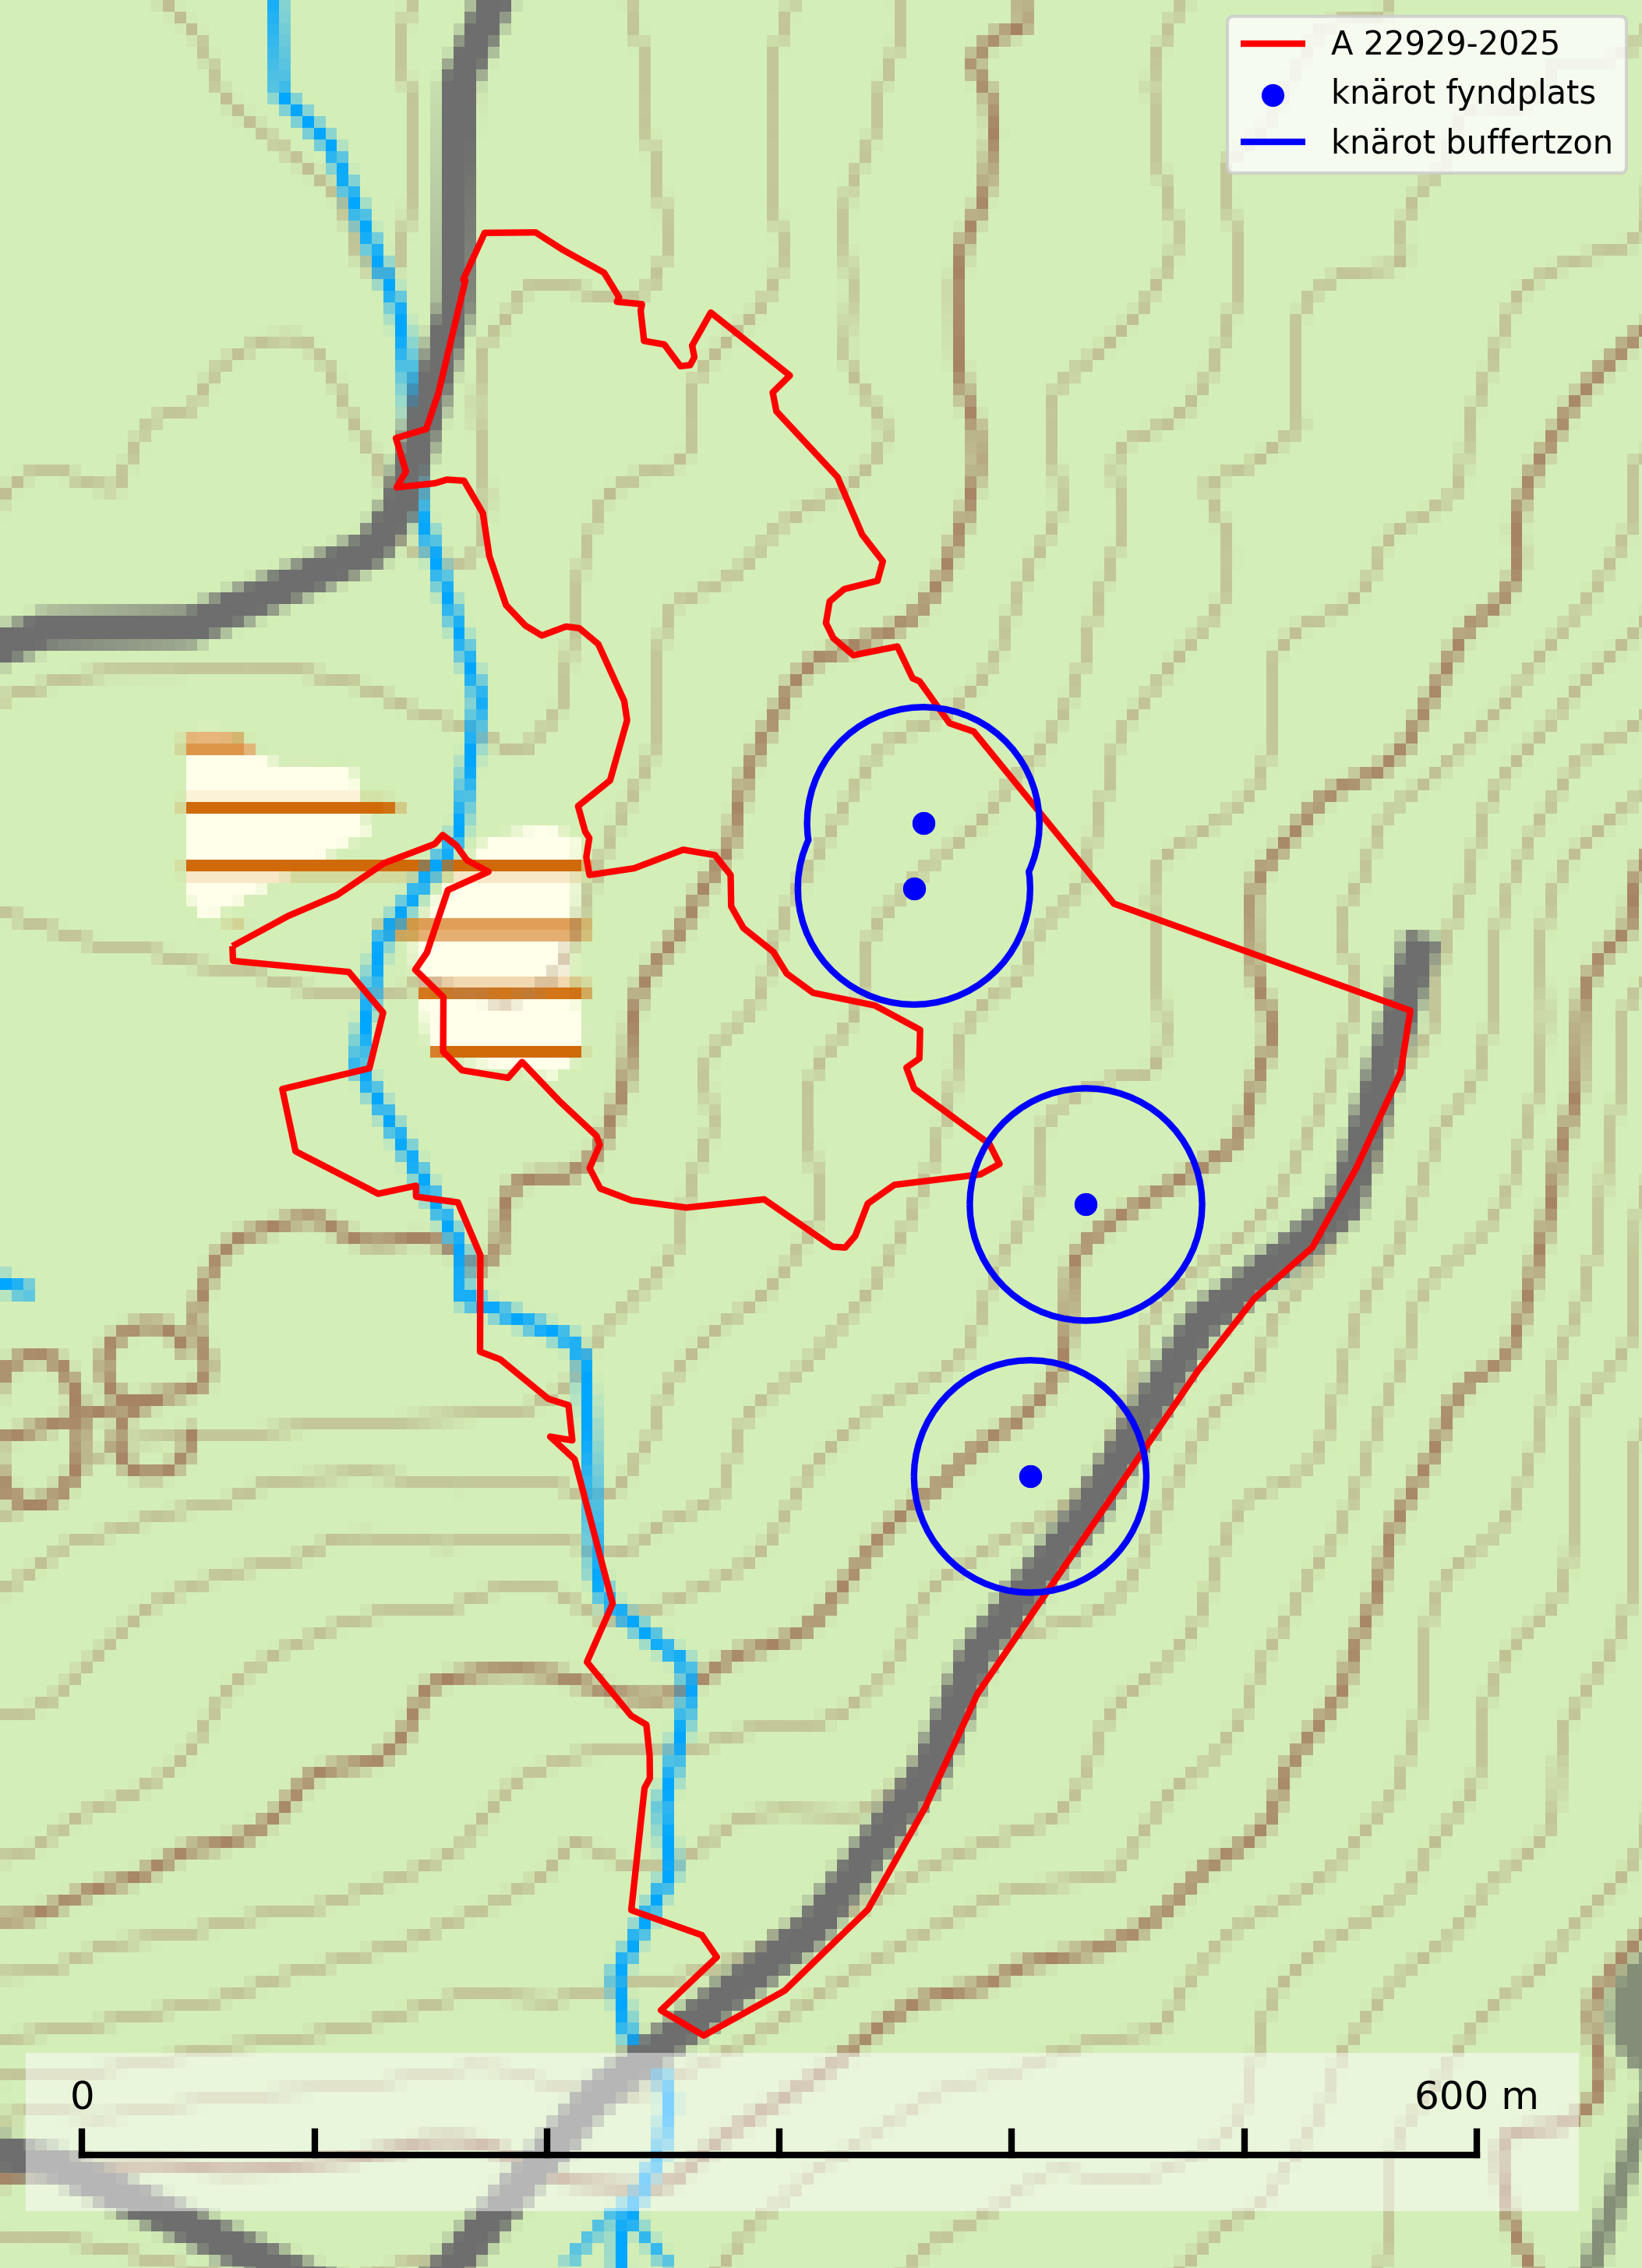 A 22929-2025
knärot fyndplats
knärot buffertzon
0
600 m